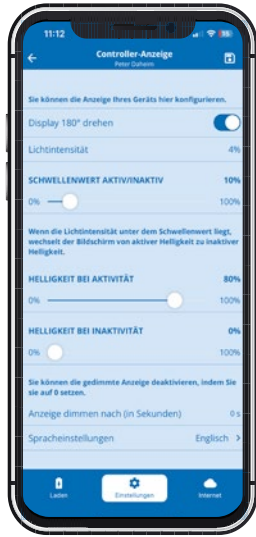 11:12
Controller-Anzeige
Peter Daheim
Sie können die Anzeige Ihres Geräts hier konfigurieren.
Display 180° drehen
Lichtintensität 4%
SCHWELLENWERT AKTIV/INAKTIV 10%
0% 100%
Wenn die Lichtintensität unter dem Schwellenwert liegt,
wechselt der Bildschirm von aktiver Helligkeit zu inaktiver
Helligkeit.
HELLIGKEIT BEI AKTIVITÄT 80%
0% 100%
HELLIGKEIT BEI INAKTIVITÄT 0%
0% 100%
Sie können die gedimmte Anzeige deaktivieren, indem Sie
sie auf 0 setzen.
Anzeige dimmen nach (in Sekunden) 0 s
Spracheinstellungen Englisch >
Laden Einstellungen Internet